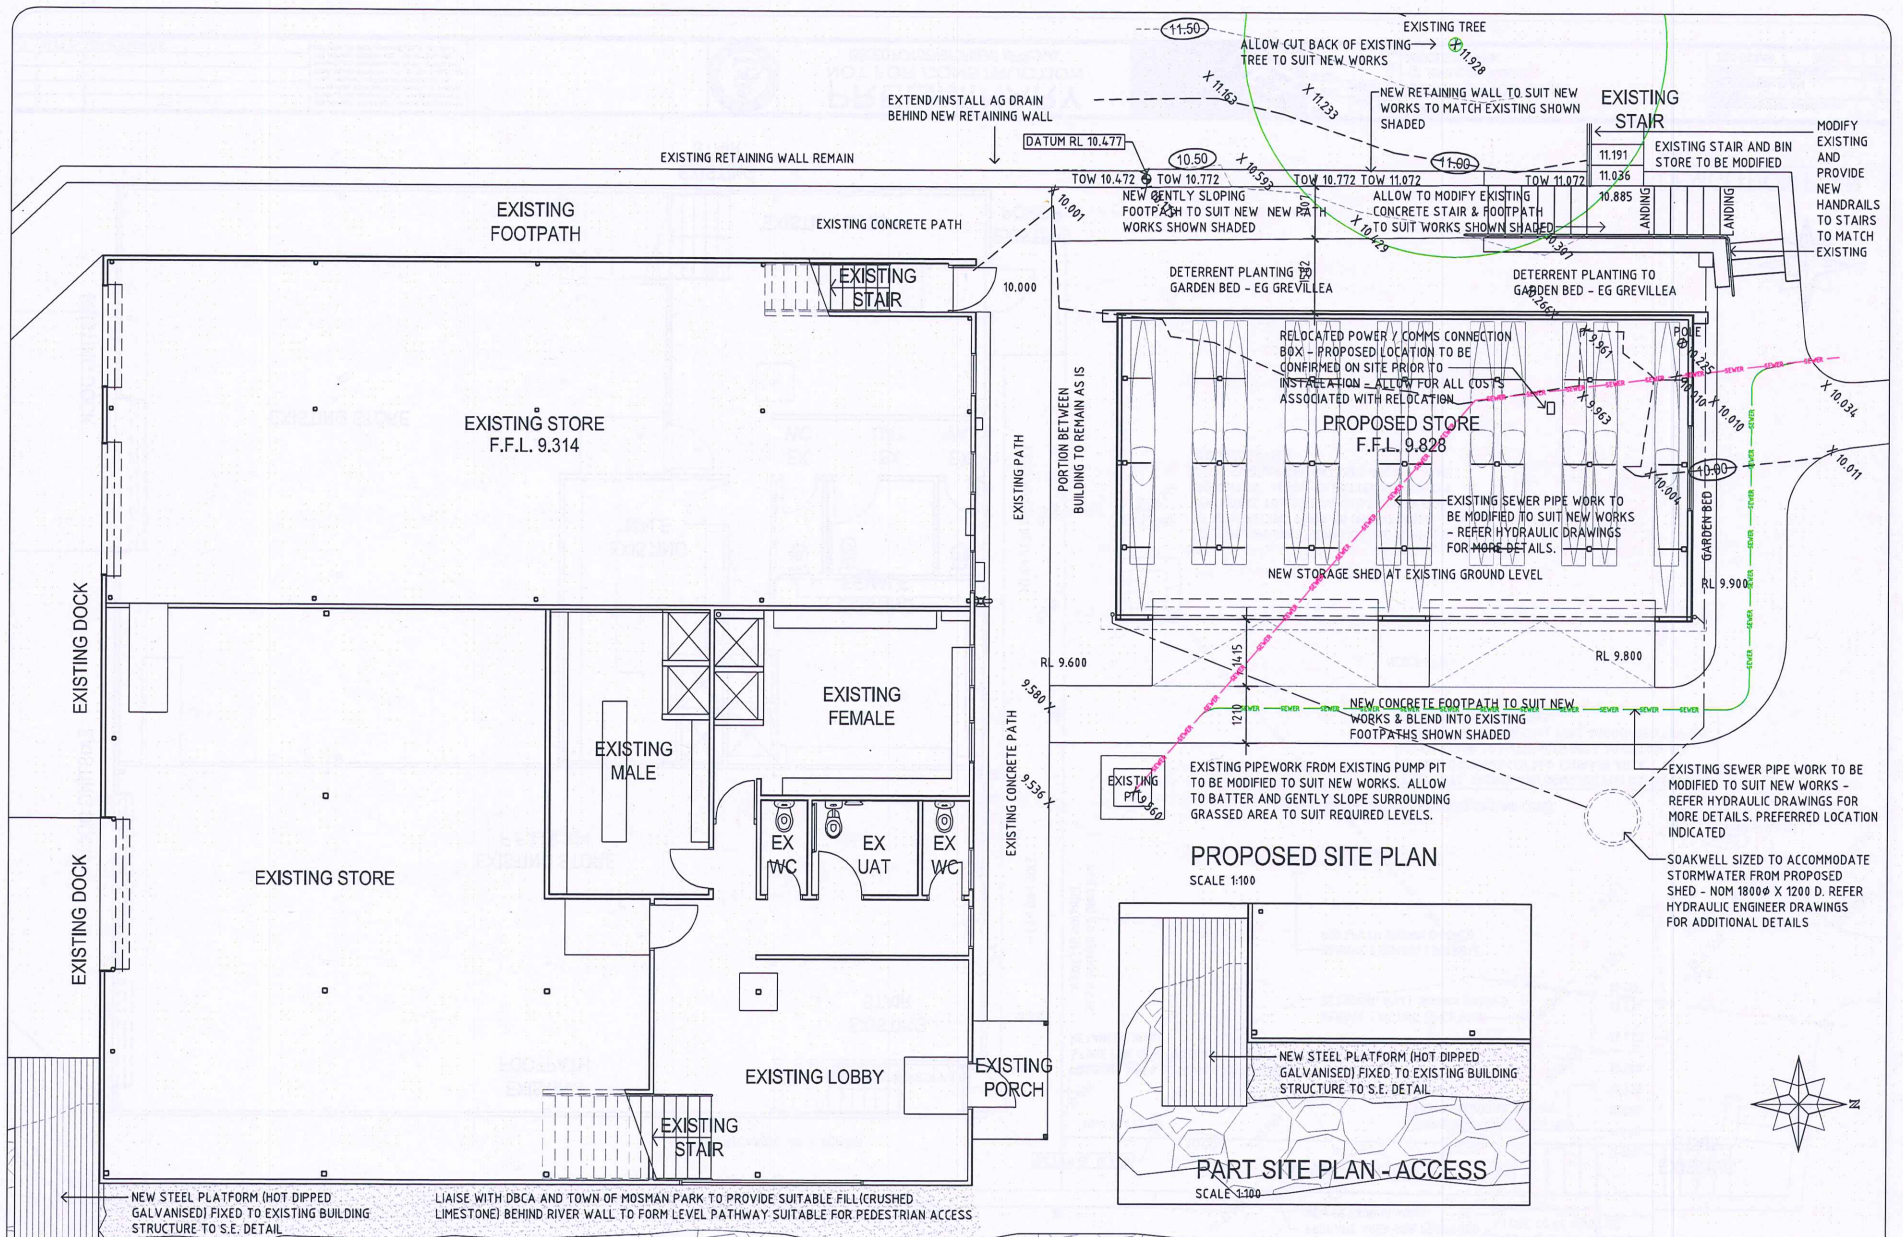 11.50
EXISTING TREE
ALLOW CUT BACK OF EXISTING
TREE TO SUIT NEW WORKS
X 11.928
X 11.163
X 11.233
EXTEND/INSTALL AG DRAIN
BEHIND NEW RETAINING WALL
NEW RETAINING WALL TO SUIT NEW
WORKS TO MATCH EXISTING SHOWN
SHADED
EXISTING
STAIR
MODIFY
EXISTING
AND
PROVIDE
NEW
HANDRAILS
TO STAIRS
TO MATCH
EXISTING
EXISTING STAIR AND BIN
STORE TO BE MODIFIED
DATUM RL 10.477
EXISTING RETAINING WALL REMAIN
10.50
X 10.593
11.00
11.191
11.036
10.885
TOW 10.472
TOW 10.772
TOW 10.772
TOW 11.072
TOW 11.072
X 10.001
NEW GENTLY SLOPING
FOOTPATH TO SUIT NEW
WORKS SHOWN SHADED
NEW PATH
ALLOW TO MODIFY EXISTING
CONCRETE STAIR & FOOTPATH
TO SUIT WORKS SHOWN SHADED
LANDING
LANDING
X 10.429
10.307
EXISTING
FOOTPATH
EXISTING CONCRETE PATH
DETERRENT PLANTING TO
GARDEN BED - EG GREVILLEA
DETERRENT PLANTING TO
GARDEN BED - EG GREVILLEA
EXISTING
STAIR
10.000
RELOCATED POWER / COMMS CONNECTION
BOX - PROPOSED LOCATION TO BE
CONFIRMED ON SITE PRIOR TO
INSTALLATION - ALLOW FOR ALL COSTS
ASSOCIATED WITH RELOCATION
X 9.961
POLE
10.225
X 10.010
X 10.010
X 9.963
X 10.034
SEWER
EXISTING STORE
F.F.L. 9.314
EXISTING PATH
PORTION BETWEEN
BUILDING TO REMAIN AS IS
PROPOSED STORE
F.F.L. 9.828
10.00
X 10.004
X 10.011
EXISTING SEWER PIPE WORK TO
BE MODIFIED TO SUIT NEW WORKS
- REFER HYDRAULIC DRAWINGS
FOR MORE DETAILS.
GARDEN BED
NEW STORAGE SHED AT EXISTING GROUND LEVEL
RL 9.900
EXISTING DOCK
RL 9.600
1415
RL 9.800
9.580 X
1210
EXISTING
MALE
EXISTING
FEMALE
EXISTING CONCRETE PATH
NEW CONCRETE FOOTPATH TO SUIT NEW
WORKS & BLEND INTO EXISTING
FOOTPATHS SHOWN SHADED
9.536 X
EXISTING
PIT
9.560
EXISTING PIPEWORK FROM EXISTING PUMP PIT
TO BE MODIFIED TO SUIT NEW WORKS. ALLOW
TO BATTER AND GENTLY SLOPE SURROUNDING
GRASSED AREA TO SUIT REQUIRED LEVELS.
EXISTING SEWER PIPE WORK TO BE
MODIFIED TO SUIT NEW WORKS -
REFER HYDRAULIC DRAWINGS FOR
MORE DETAILS. PREFERRED LOCATION
INDICATED
EX
WC
EX
UAT
EX
WC
PROPOSED SITE PLAN
SCALE 1:100
SOAKWELL SIZED TO ACCOMMODATE
STORMWATER FROM PROPOSED
SHED - NOM 1800Ø X 1200 D. REFER
HYDRAULIC ENGINEER DRAWINGS
FOR ADDITIONAL DETAILS
EXISTING DOCK
EXISTING STORE
EXISTING LOBBY
EXISTING
PORCH
EXISTING
STAIR
NEW STEEL PLATFORM (HOT DIPPED
GALVANISED) FIXED TO EXISTING BUILDING
STRUCTURE TO S.E. DETAIL
PART SITE PLAN - ACCESS
SCALE 1:100
N
NEW STEEL PLATFORM (HOT DIPPED
GALVANISED) FIXED TO EXISTING BUILDING
STRUCTURE TO S.E. DETAIL
LIAISE WITH DBCA AND TOWN OF MOSMAN PARK TO PROVIDE SUITABLE FILL(CRUSHED
LIMESTONE) BEHIND RIVER WALL TO FORM LEVEL PATHWAY SUITABLE FOR PEDESTRIAN ACCESS